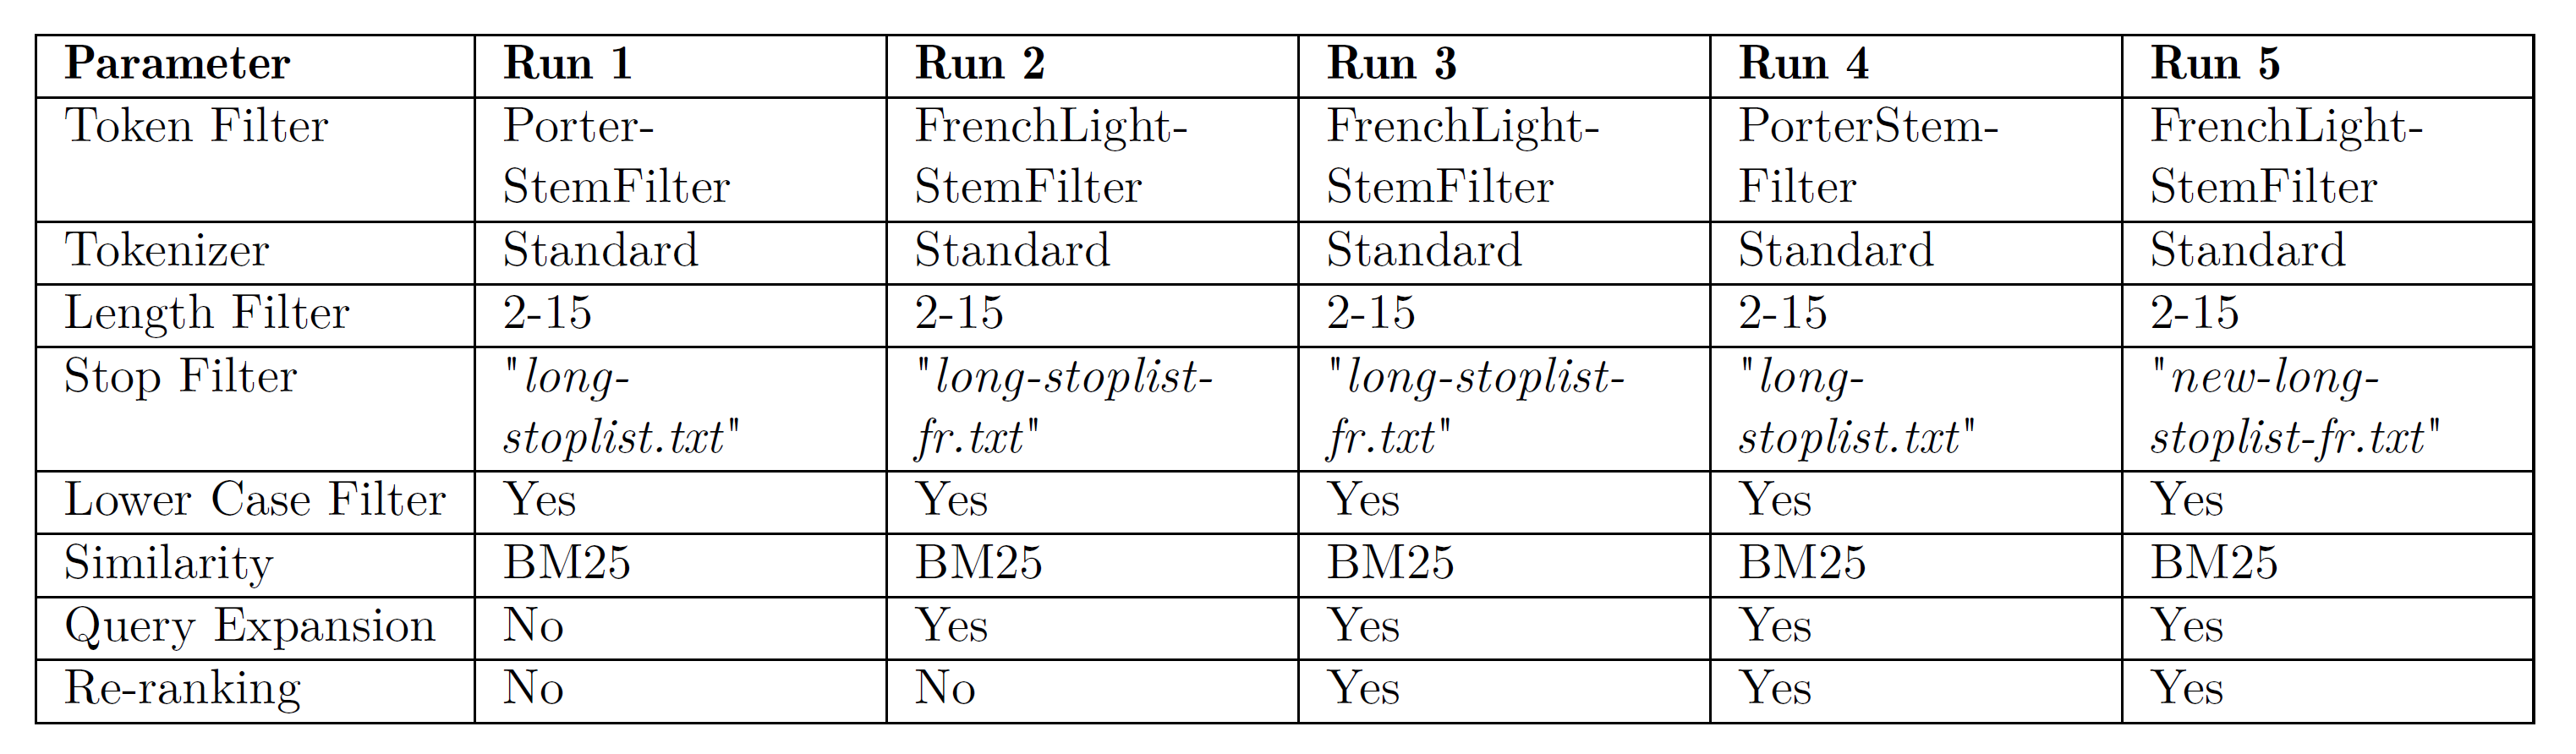 Parameter Run 1 Run 2 Run 3 Run 4 Run 5
Token Filter Porter- FrenchLight- FrenchLight- PorterStem- FrenchLight-
StemFilter StemFilter StemFilter Filter StemFilter
Tokenizer Standard Standard Standard Standard Standard
Length Filter 2-15 2-15 2-15 2-15 2-15
Stop Filter "long- "long-stoplist- "long-stoplist- "long- "new-long-
stoplist.txt" fr.txt" fr.txt" stoplist.txt" stoplist-fr.txt"
Lower Case Filter Yes Yes Yes Yes Yes
Similarity BM25 BM25 BM25 BM25 BM25
Query Expansion No Yes Yes Yes Yes
Re-ranking No No Yes Yes Yes